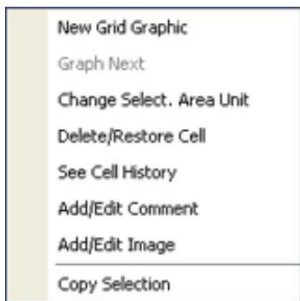 New Grid Graphic
Graph Next
Change Select. Area Unit
Delete/Restore Cell
See Cell History
Add/Edit Comment
Add/Edit Image
Copy Selection